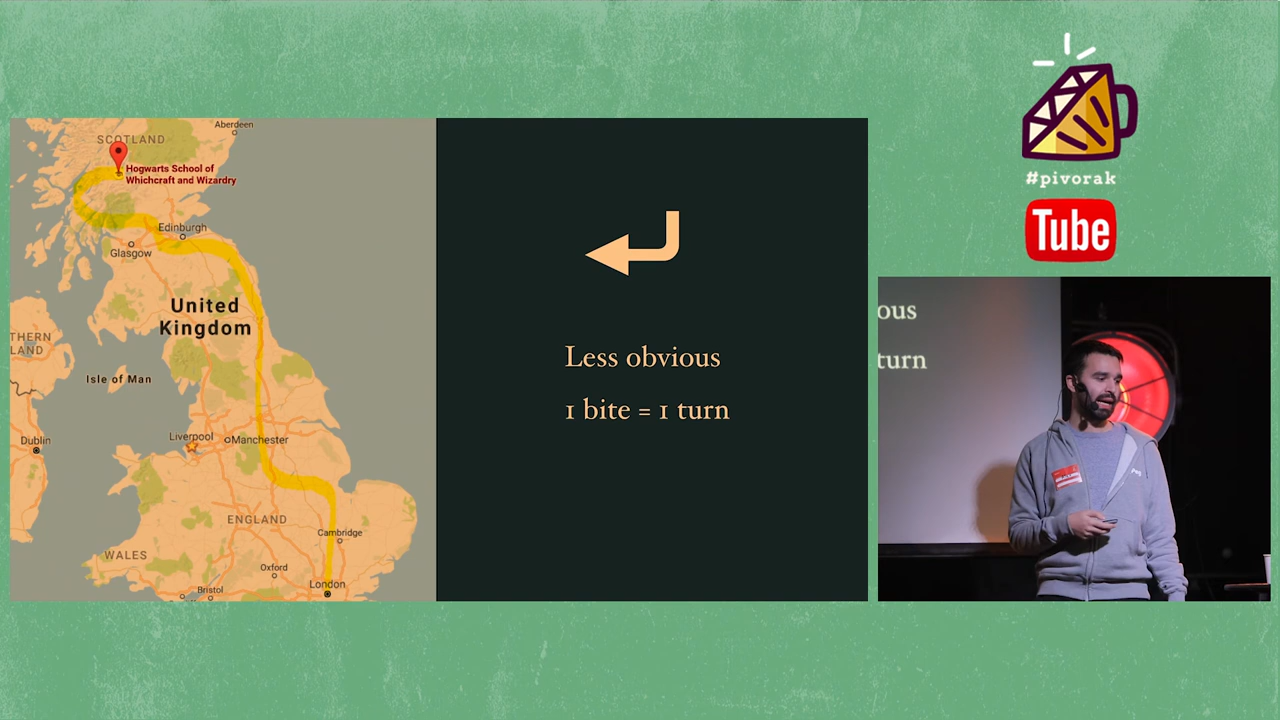 SCOTLAND
Aberdeen
Hogwarts School of
Whichcraft and Wizardry
Edinburgh
Glasgow
United
Kingdom
THERN
LAND
Isle of Man
Dublin
Liverpool
Manchester
ENGLAND
Cambridge
WALES
Oxford
London
Bristol
Less obvious
1 bite = 1 turn
#pivorak
Tube
ous
turn